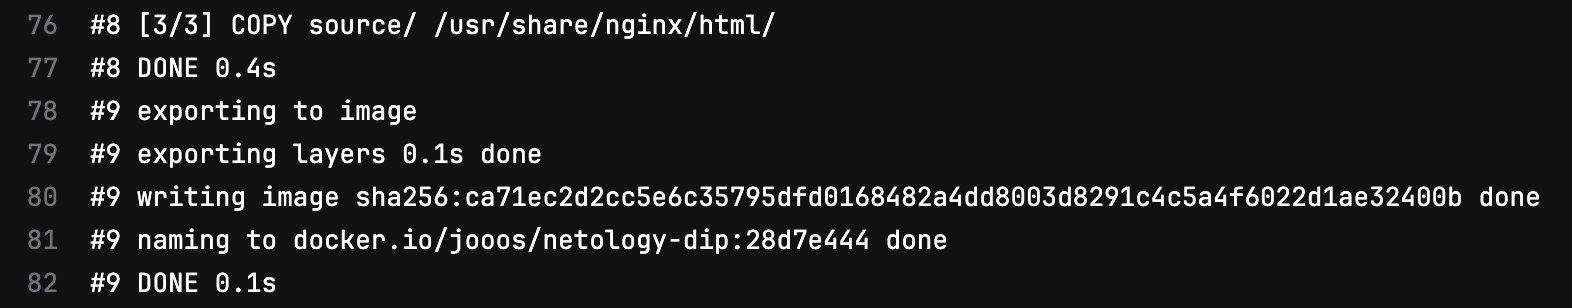 76 #8 [3/3] COPY source/ /usr/share/nginx/html/
77 #8 DONE 0.4s
78 #9 exporting to image
79 #9 exporting layers 0.1s done
80 #9 writing image sha256:ca71ec2d2cc5e6c35795dfd0168482a4dd8003d8291c4c5a4f6022d1ae32400b done
81 #9 naming to docker.io/jooos/netology-dip:28d7e444 done
82 #9 DONE 0.1s